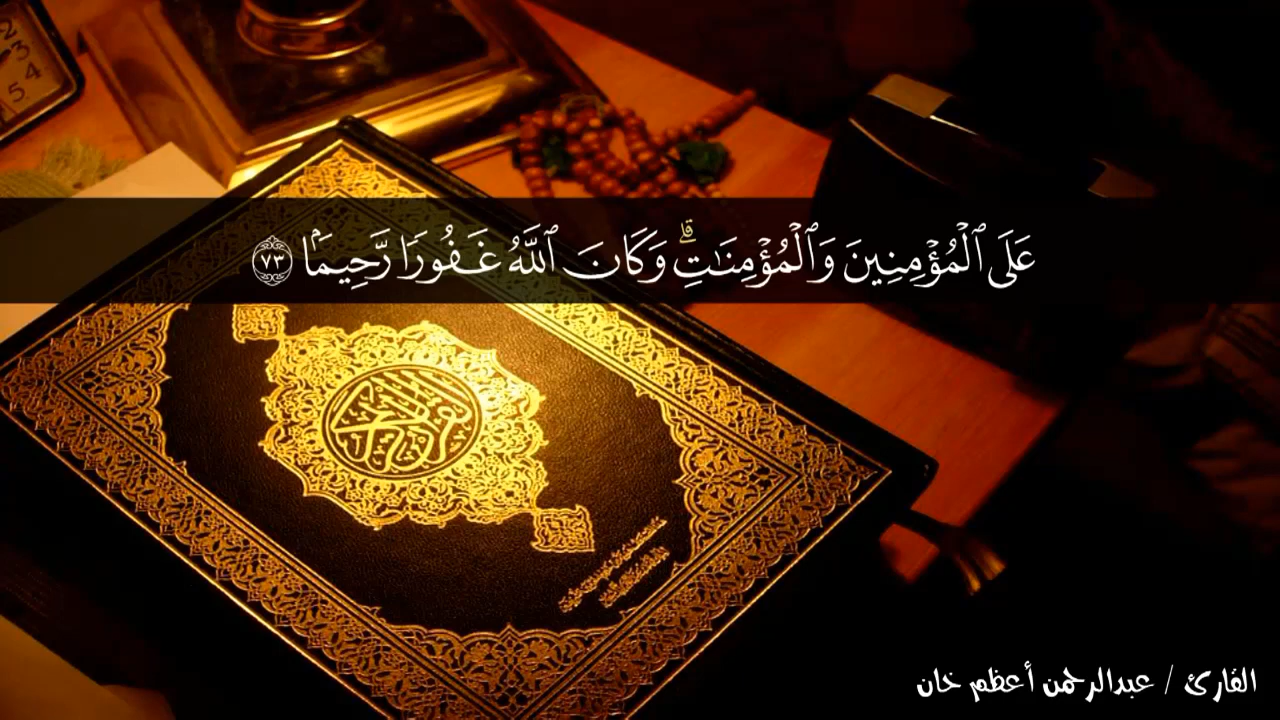 عَلَى ٱلْمُؤْمِنِينَ وَٱلْمُؤْمِنَٰتِ ۗ وَكَانَ ٱللَّهُ غَفُورًا رَّحِيمًۢا ٧٣
القارئ / عبدالرحمن أعظم خان